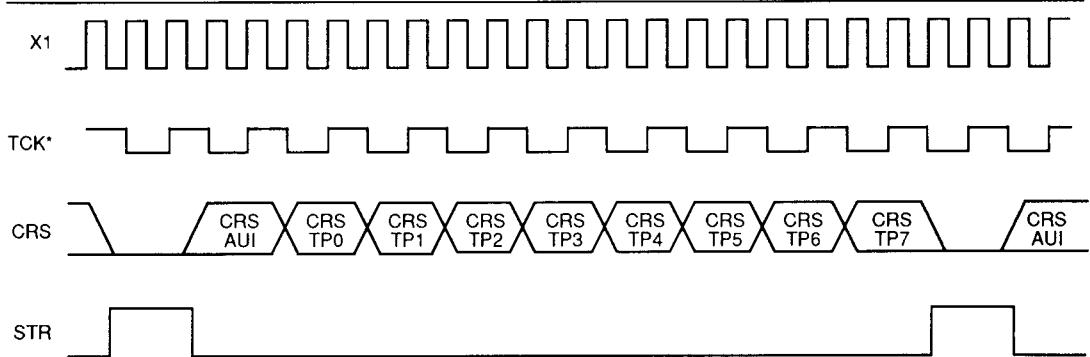 X1
TCK*
CRS
CRS AUI
CRS TP0
CRS TP1
CRS TP2
CRS TP3
CRS TP4
CRS TP5
CRS TP6
CRS TP7
CRS AUI
STR